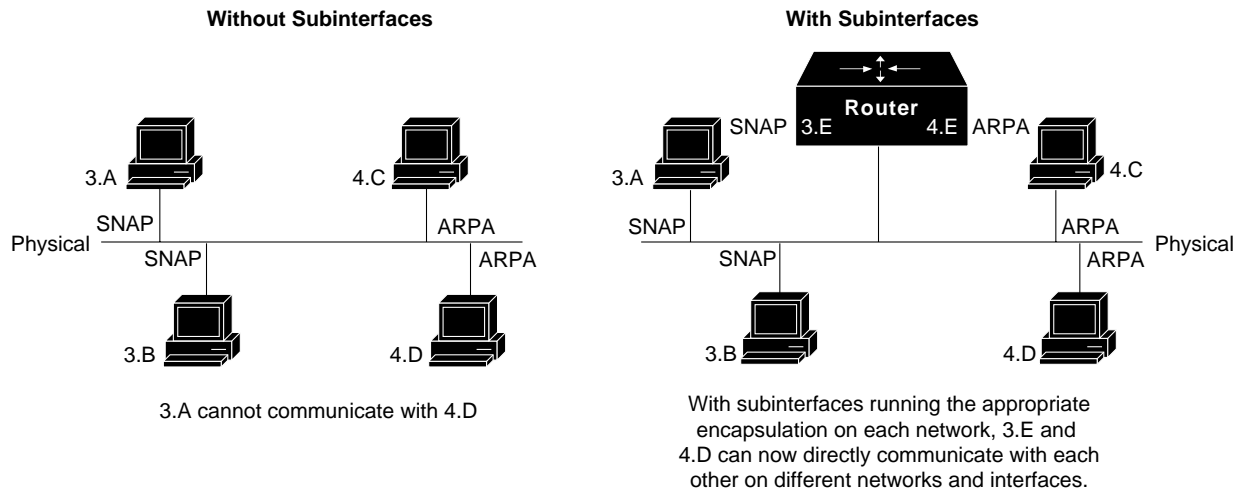 Without Subinterfaces
3.A
4.C
SNAP
ARPA
Physical
SNAP
ARPA
3.B
4.D
3.A cannot communicate with 4.D
With Subinterfaces
Router
SNAP 3.E 4.E ARPA
3.A
4.C
SNAP
ARPA
Physical
SNAP
ARPA
3.B
4.D
With subinterfaces running the appropriate
encapsulation on each network, 3.E and
4.D can now directly communicate with each
other on different networks and interfaces.